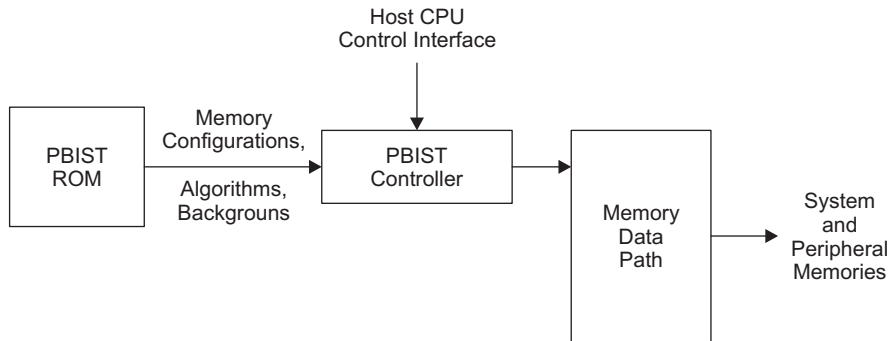 Host CPU
Control Interface
PBIST
ROM
Memory
Configurations,
Algorithms,
Backgrouns
PBIST
Controller
Memory
Data
Path
System
and
Peripheral
Memories